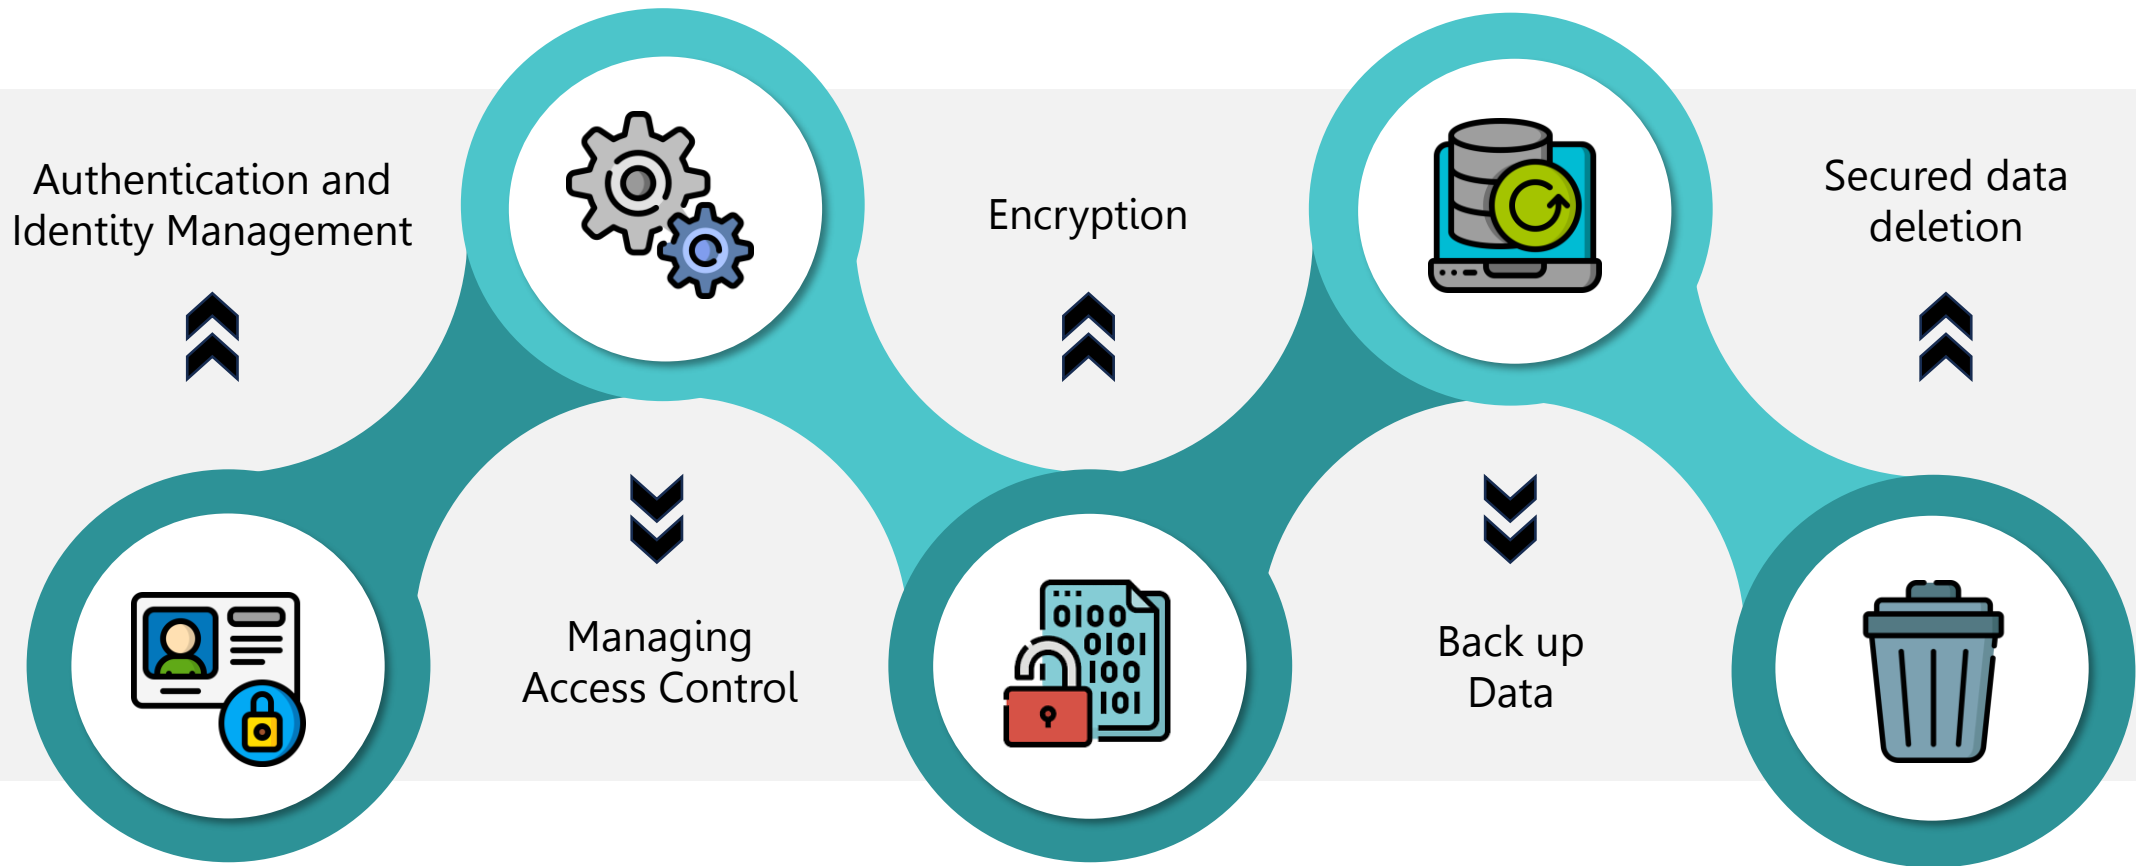 Authentication and
Identity Management
Managing
Access Control
Encryption
0100
0101
100
101
Back up
Data
Secured data
deletion